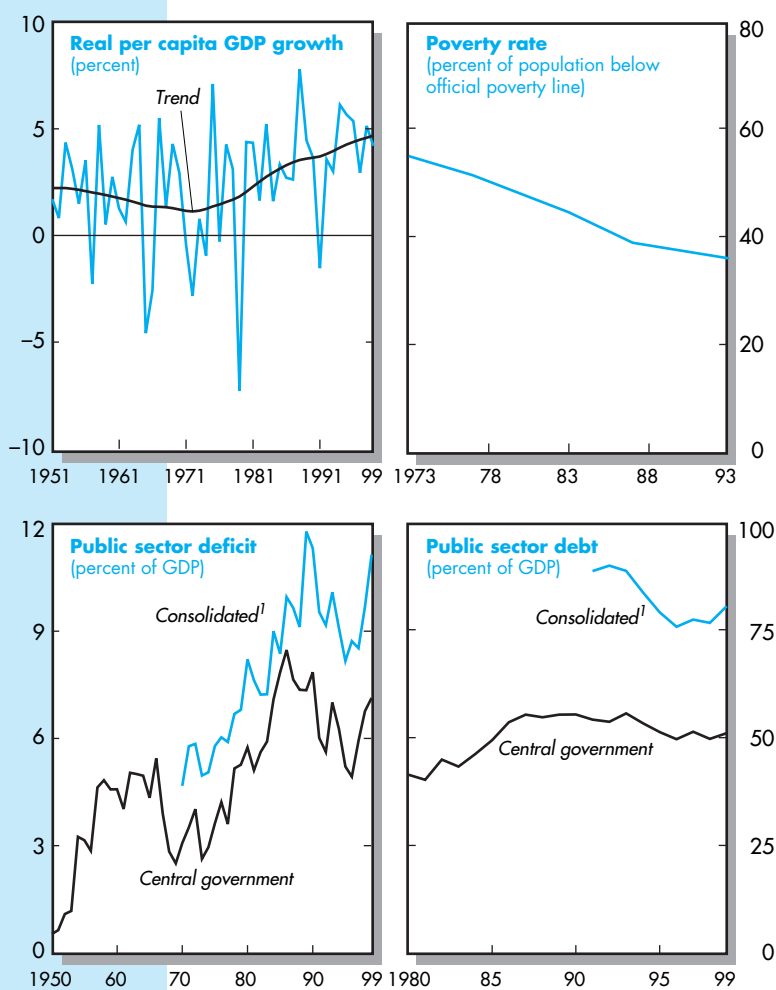 Real per capita GDP growth
(percent)
Trend
10
5
0
–5
–10
1951 1961 1971 1981 1991 99
Poverty rate
(percent of population below
official poverty line)
80
60
40
20
0
1973 78 83 88 93
Public sector deficit
(percent of GDP)
Consolidated¹
Central government
12
9
6
3
0
1950 60 70 80 90 99
Public sector debt
(percent of GDP)
Consolidated¹
Central government
100
75
50
25
0
1980 85 90 95 99